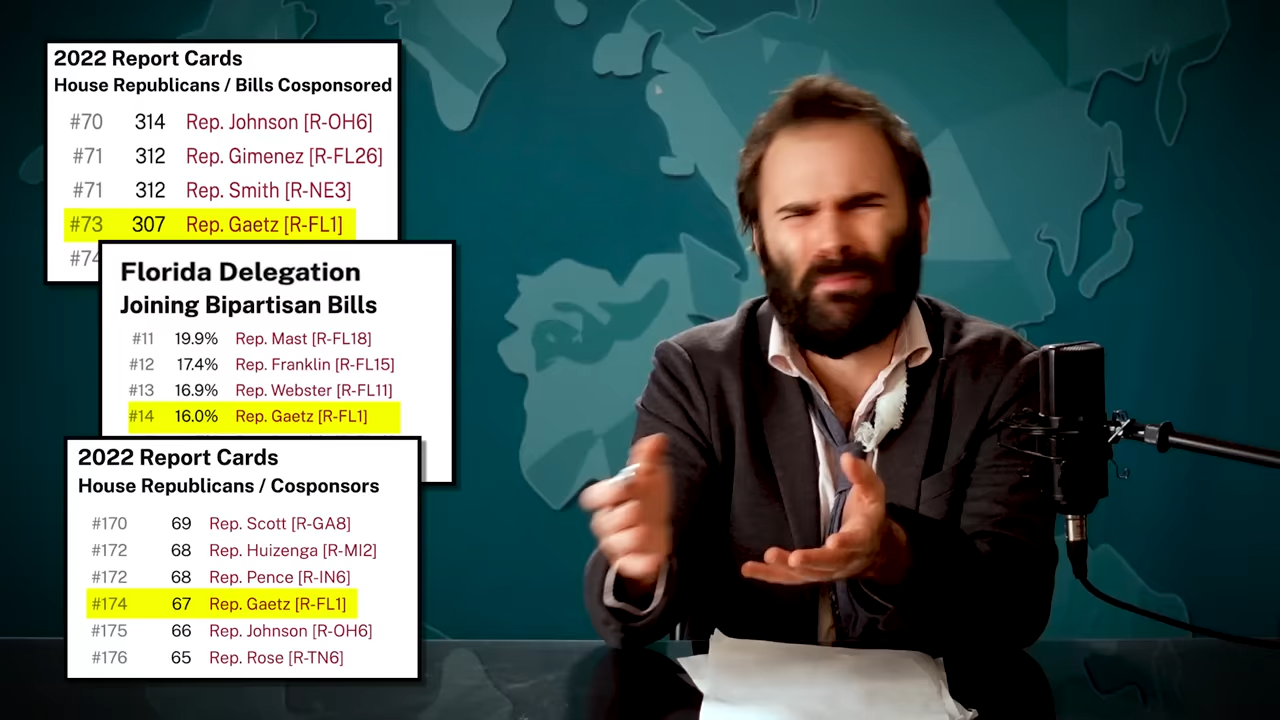 2022 Report Cards
House Republicans / Bills Cosponsored
#70 314 Rep. Johnson [R-OH6]
#71 312 Rep. Gimenez [R-FL26]
#71 312 Rep. Smith [R-NE3]
#73 307 Rep. Gaetz [R-FL1]
#74
Florida Delegation
Joining Bipartisan Bills
#11 19.9% Rep. Mast [R-FL18]
#12 17.4% Rep. Franklin [R-FL15]
#13 16.9% Rep. Webster [R-FL11]
#14 16.0% Rep. Gaetz [R-FL1]
2022 Report Cards
House Republicans / Cosponsors
#170 69 Rep. Scott [R-GA8]
#172 68 Rep. Huizenga [R-MI2]
#172 68 Rep. Pence [R-IN6]
#174 67 Rep. Gaetz [R-FL1]
#175 66 Rep. Johnson [R-OH6]
#176 65 Rep. Rose [R-TN6]